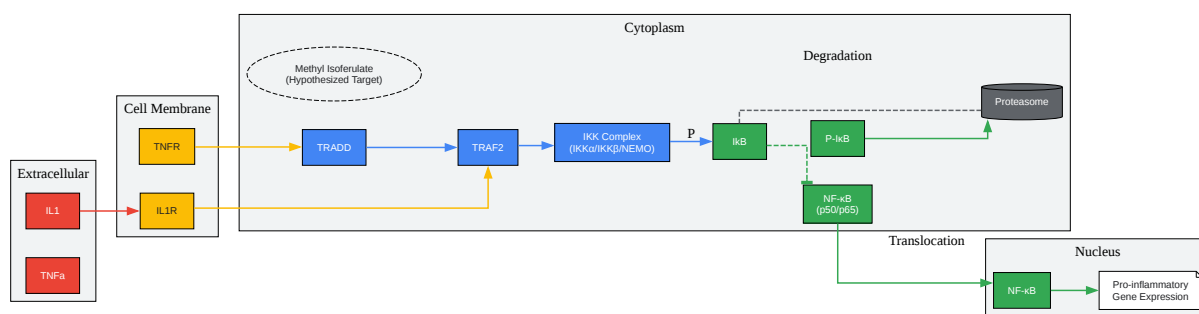 Cytoplasm
Degradation
Methyl Isoferulate
(Hypothesized Target)
Cell Membrane
Proteasome
TNFR
TRADD
TRAF2
IKK Complex
(IKKα/IKKβ/NEMO)
P
IkB
P-IκB
Extracellular
IL1
IL1R
NF-κB
(p50/p65)
Translocation
TNFa
Nucleus
NF-κB
Pro-inflammatory
Gene Expression